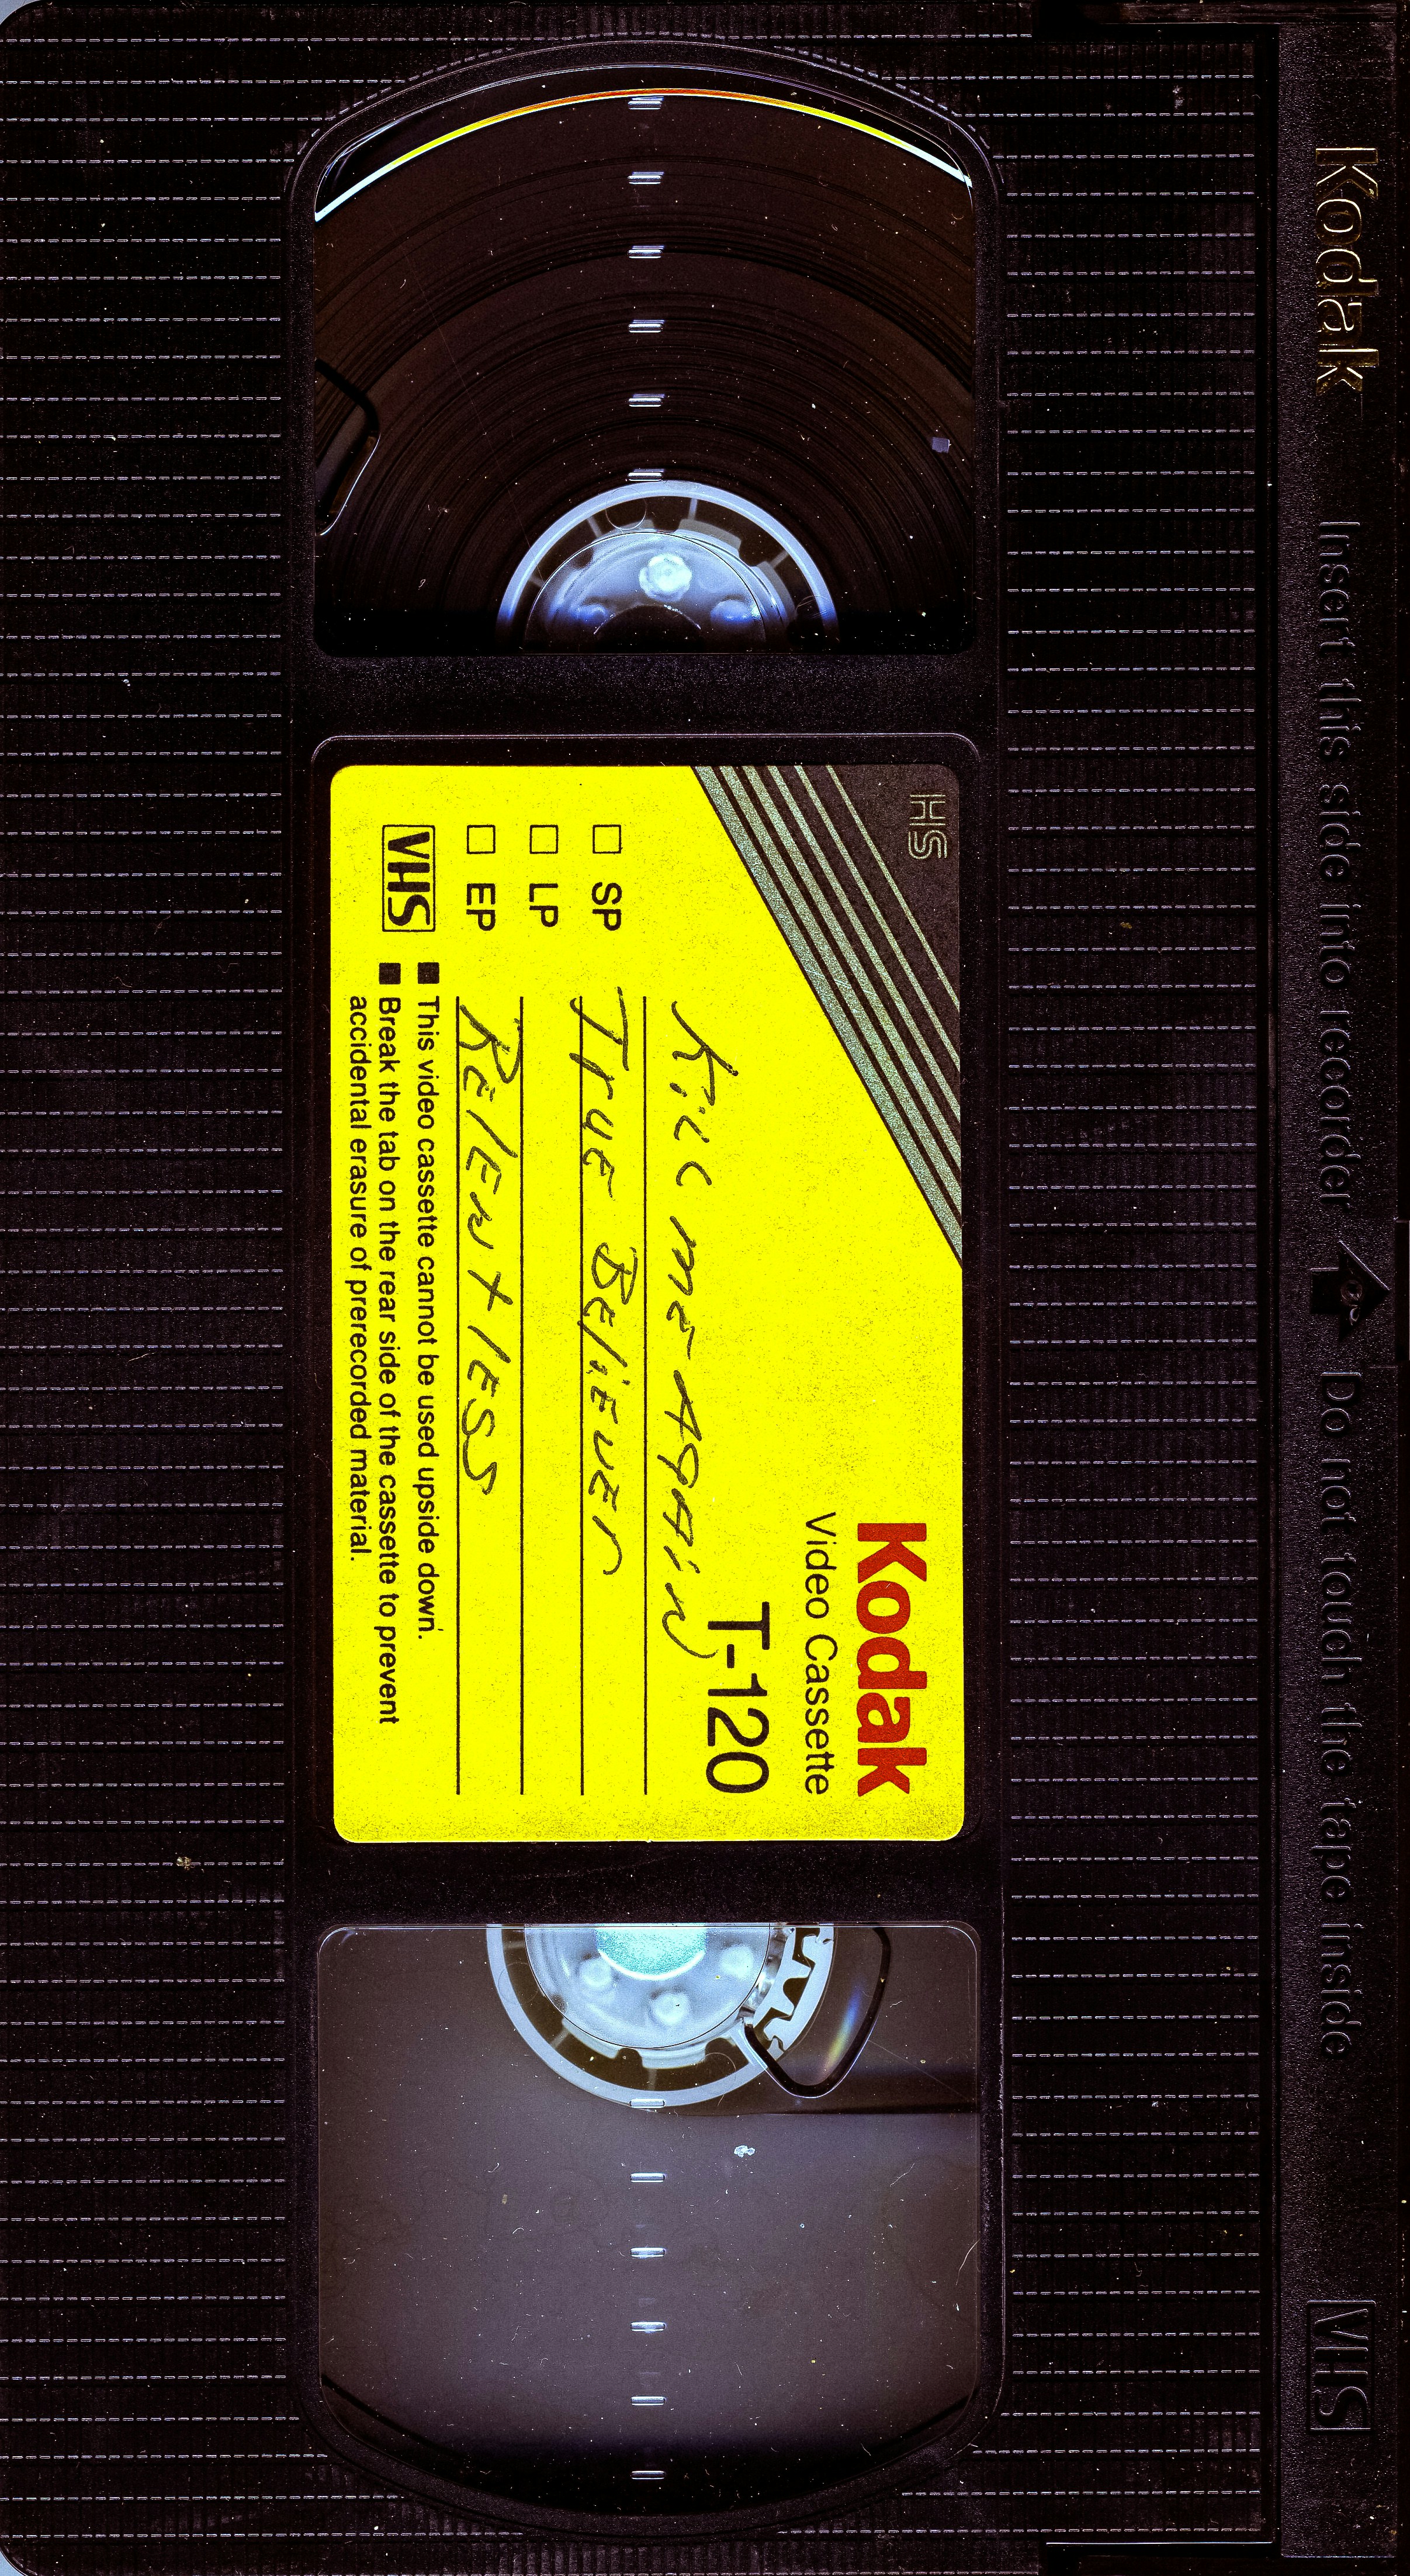 Kodak Insert this side into recorder Do not touch the tape inside VHS
HS
Kodak
Video Cassette
T-120
Kill me AgAiN
□ SP
True BeliEvEr
□ LP
RElEntlESS
□ EP
VHS
■ This video cassette cannot be used upside down.
■ Break the tab on the rear side of the cassette to prevent
accidental erasure of prerecorded material.